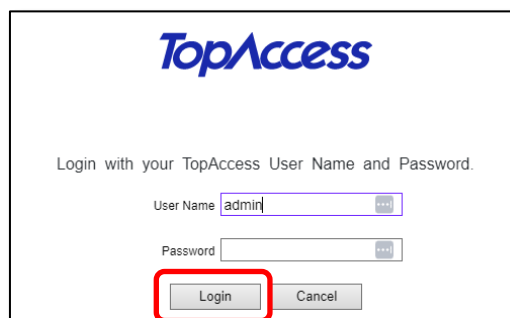 TopAccess
Login with your TopAccess User Name and Password.
User Name admin
Password
Login Cancel